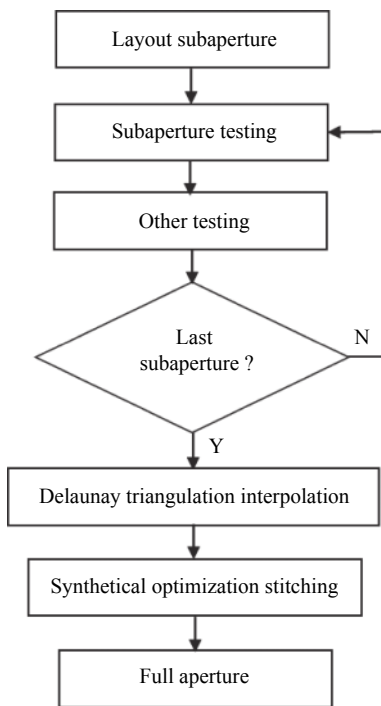 Layout subaperture
Subaperture testing
Other testing
Last
subaperture ?
N
Y
Delaunay triangulation interpolation
Synthetical optimization stitching
Full aperture